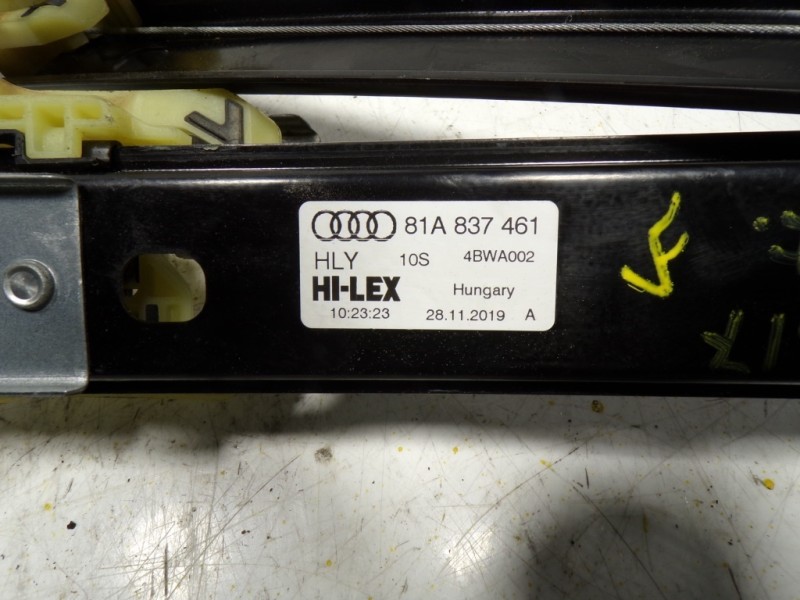 81A 837 461
HLY 10S 4BWA002
HI-LEX Hungary
10:23:23 28.11.2019 A